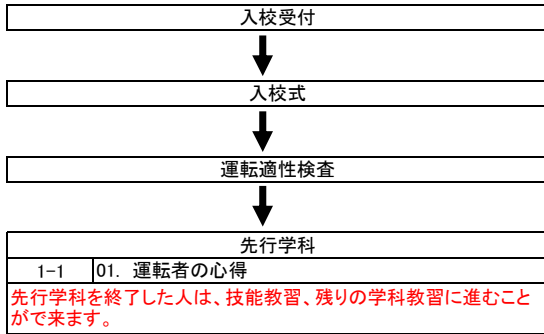 入校受付
入校式
運転適性検査
先行学科
1-1 01. 運転者の心得
先行学科を終了した人は、技能教習、残りの学科教習に進むこと
がで来ます。